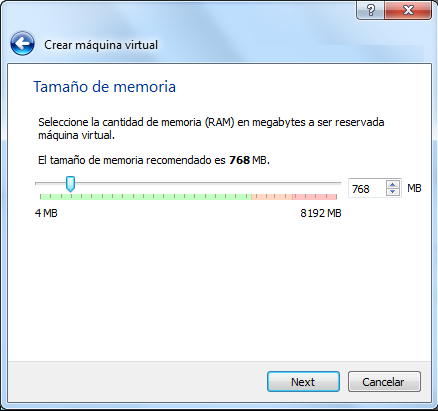 ?
Crear máquina virtual
Tamaño de memoria
Seleccione la cantidad de memoria (RAM) en megabytes a ser reservada
máquina virtual.
El tamaño de memoria recomendado es 768 MB.
768 MB
4 MB 8192 MB
Next Cancelar